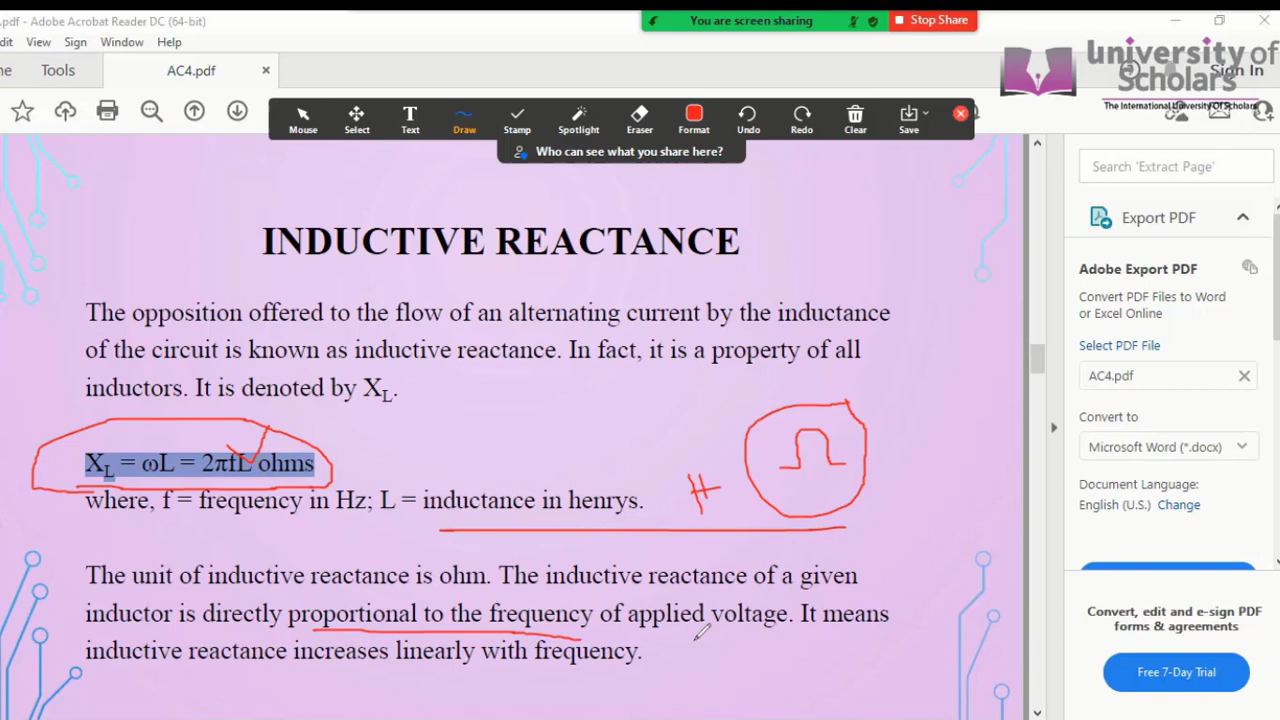 .pdf - Adobe Acrobat Reader DC (64-bit)
You are screen sharing
Stop Share
dit View Sign Window Help
University of
Scholars
The International University Of Scholars
ne Tools AC4.pdf
Sign In
Mouse Select Text Draw Stamp Spotlight Eraser Format Undo Redo Clear Save
Who can see what you share here?
INDUCTIVE REACTANCE
The opposition offered to the flow of an alternating current by the inductance
of the circuit is known as inductive reactance. In fact, it is a property of all
inductors. It is denoted by X_L.
X_L = ωL = 2πfL ohms
where, f = frequency in Hz; L = inductance in henrys.
H
Ω
The unit of inductive reactance is ohm. The inductive reactance of a given
inductor is directly proportional to the frequency of applied voltage. It means
inductive reactance increases linearly with frequency.
Search 'Extract Page'
Export PDF
Adobe Export PDF
Convert PDF Files to Word
or Excel Online
Select PDF File
AC4.pdf
Convert to
Microsoft Word (*.docx)
Document Language:
English (U.S.) Change
Convert, edit and e-sign PDF
forms & agreements
Free 7-Day Trial